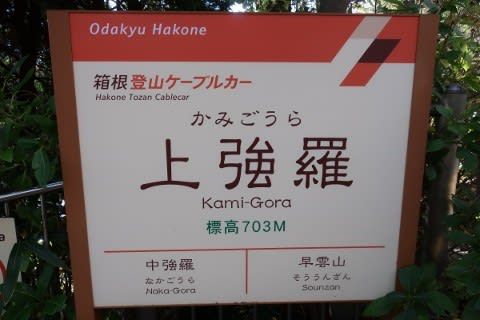 Odakyu Hakone
箱根登山ケーブルカー
Hakone Tozan Cablecar
かみごうら
上強羅
Kami-Gora
標高703M
中強羅
なかごうら
Naka-Gora
早雲山
そううんざん
Sounzan